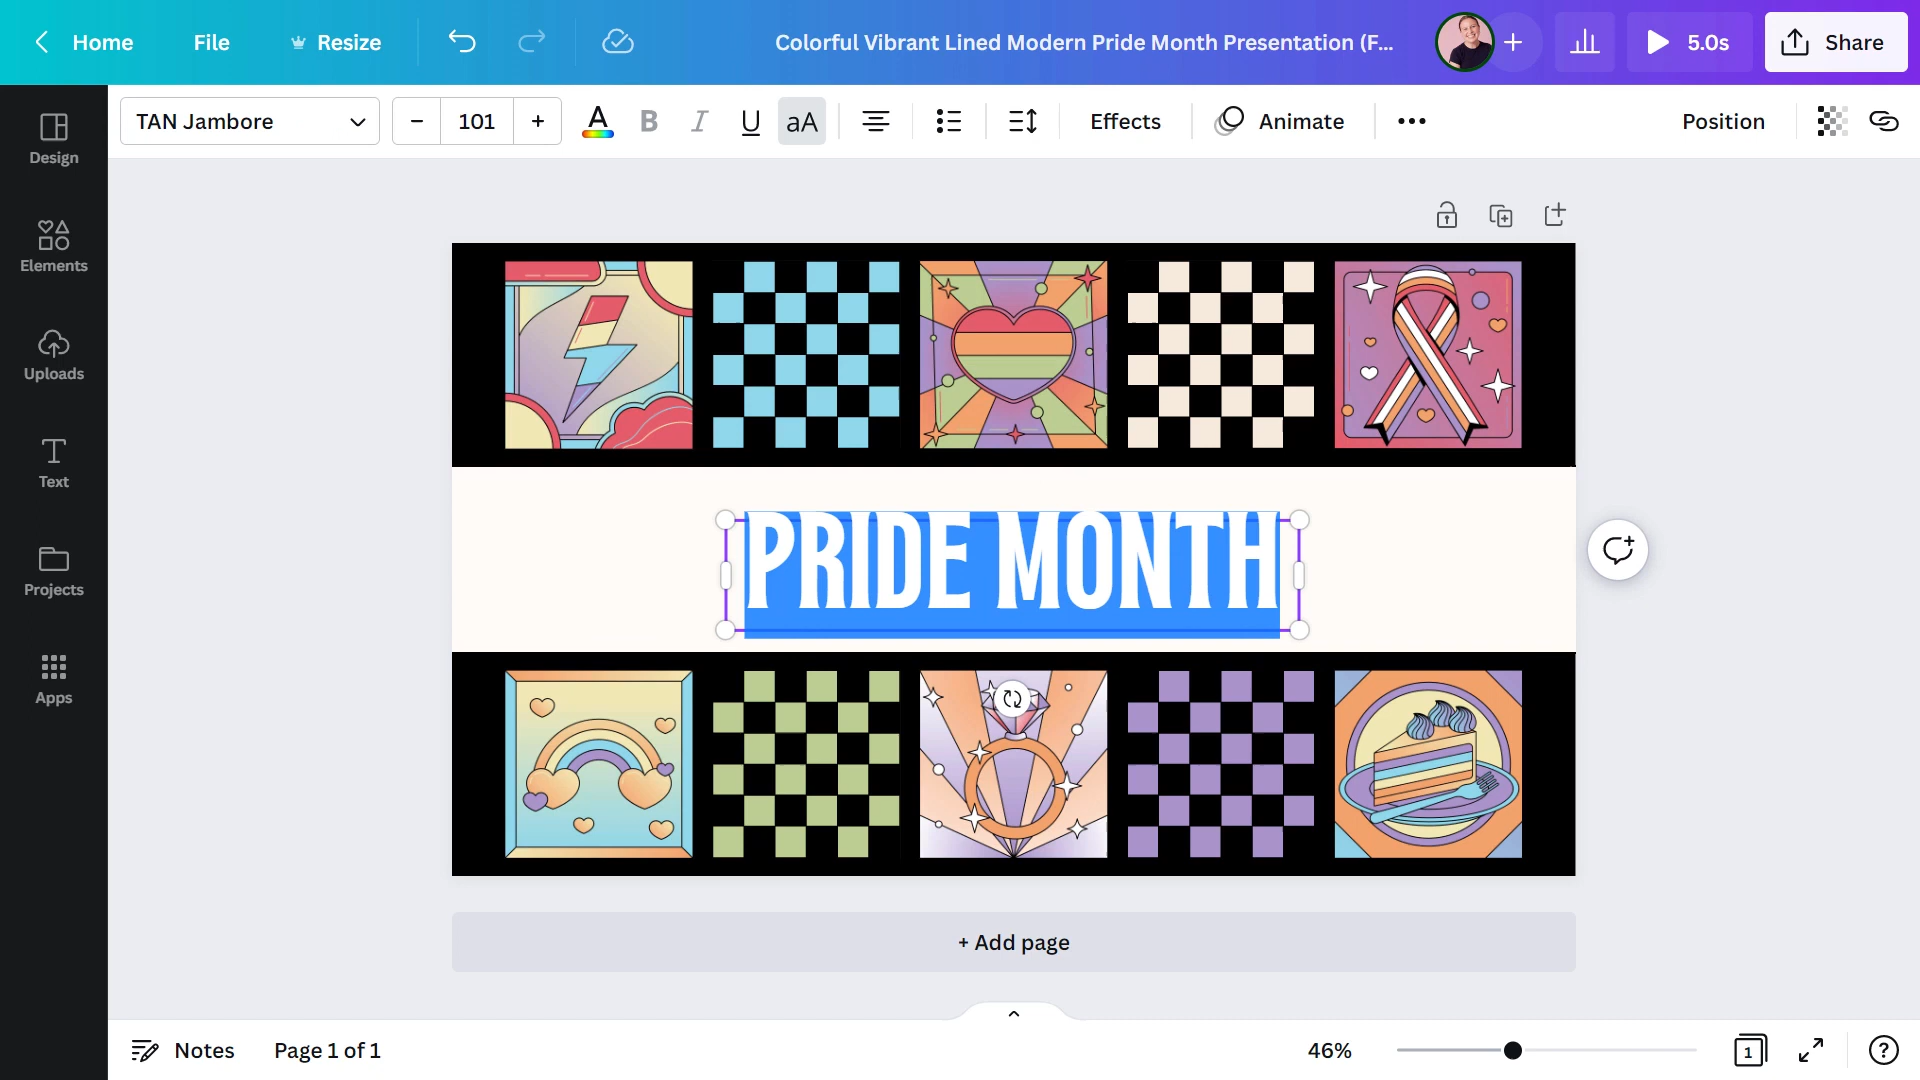 Home
File
Resize
Colorful Vibrant Lined Modern Pride Month Presentation (F...
5.0s
Share
TAN Jambore
– 101 +
A
B
I
U
aA
Effects
Animate
Position
Design
Elements
Uploads
Text
Projects
Apps
PRIDE MONTH
+ Add page
Notes
Page 1 of 1
46%
1
?